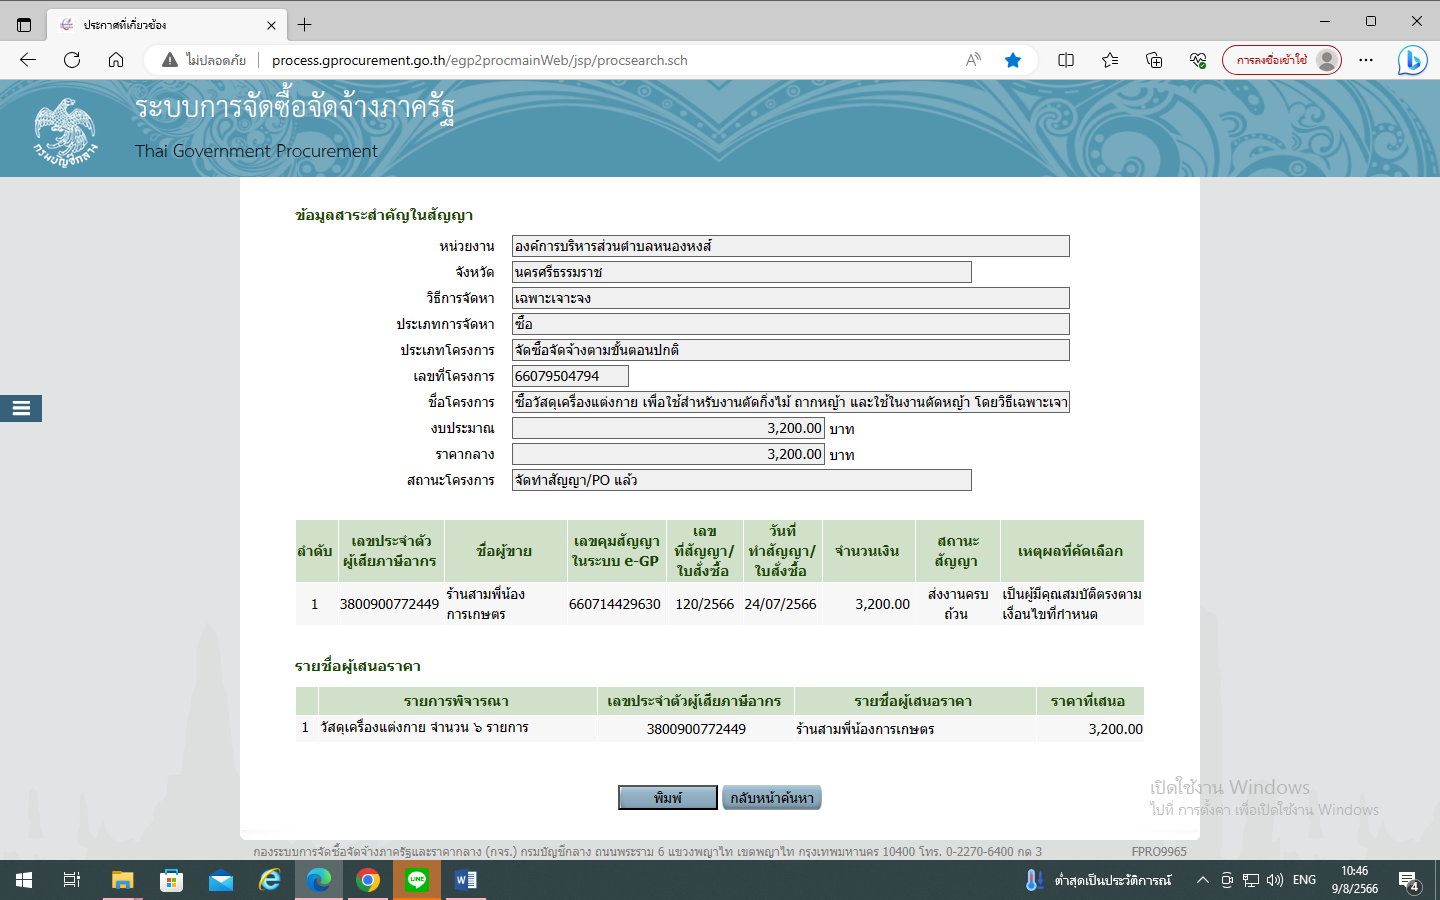 ประกาศที่เกี่ยวข้อง
ไม่ปลอดภัย
process.gprocurement.go.th/egp2procmainWeb/jsp/procsearch.sch
การลงชื่อเข้าใช้
ระบบการจัดซื้อจัดจ้างภาครัฐ
Thai Government Procurement
กรมบัญชีกลาง
ข้อมูลสาระสำคัญในสัญญา
หน่วยงาน องค์การบริหารส่วนตำบลหนองหงส์
จังหวัด นครศรีธรรมราช
วิธีการจัดหา เฉพาะเจาะจง
ประเภทการจัดหา ซื้อ
ประเภทโครงการ จัดซื้อจัดจ้างตามขั้นตอนปกติ
เลขที่โครงการ 66079504794
ชื่อโครงการ ซื้อวัสดุเครื่องแต่งกาย เพื่อใช้สำหรับงานตัดกิ่งไม้ ถากหญ้า และใช้ในงานตัดหญ้า โดยวิธีเฉพาะเจา
งบประมาณ 3,200.00 บาท
ราคากลาง 3,200.00 บาท
สถานะโครงการ จัดทำสัญญา/PO แล้ว
ลำดับ เลขประจำตัวผู้เสียภาษีอากร ชื่อผู้ขาย เลขคุมสัญญาในระบบ e-GP เลขที่สัญญา/ใบสั่งซื้อ วันที่ทำสัญญา/ใบสั่งซื้อ จำนวนเงิน สถานะสัญญา เหตุผลที่คัดเลือก
1 3800900772449 ร้านสามพี่น้องการเกษตร 660714429630 120/2566 24/07/2566 3,200.00 ส่งงานครบถ้วน เป็นผู้มีคุณสมบัติตรงตามเงื่อนไขที่กำหนด
รายชื่อผู้เสนอราคา
รายการพิจารณา เลขประจำตัวผู้เสียภาษีอากร รายชื่อผู้เสนอราคา ราคาที่เสนอ
1 วัสดุเครื่องแต่งกาย จำนวน ๖ รายการ 3800900772449 ร้านสามพี่น้องการเกษตร 3,200.00
พิมพ์ กลับหน้าค้นหา
เปิดใช้งาน Windows
ไปที่ การตั้งค่า เพื่อเปิดใช้งาน Windows
กองระบบการจัดซื้อจัดจ้างภาครัฐและราคากลาง (กจร.) กรมบัญชีกลาง ถนนพระราม 6 แขวงพญาไท เขตพญาไท กรุงเทพมหานคร 10400 โทร. 0-2270-6400 กด 3 FPRO9965
LINE
ต่ำสุดเป็นประวัติการณ์
ENG
10:46
9/8/2566
4